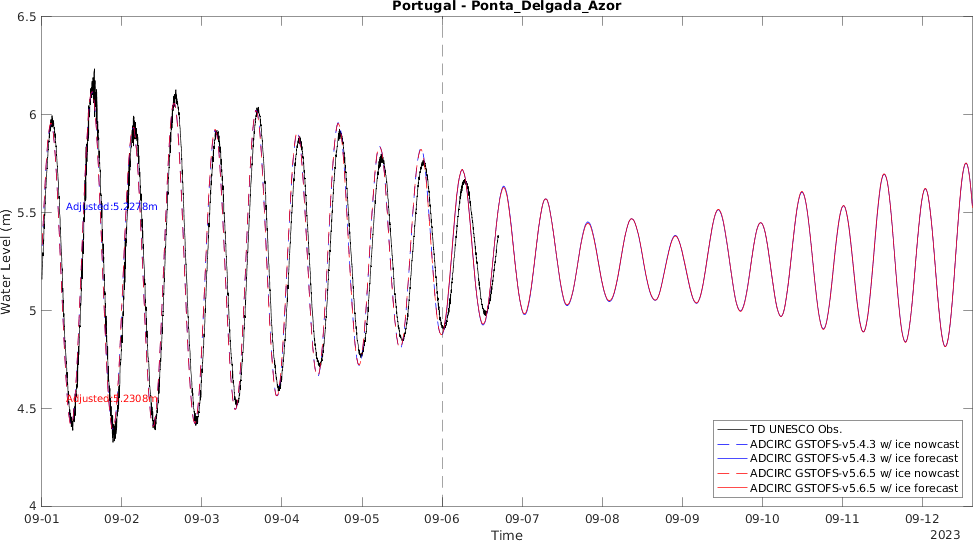 Portugal - Ponta_Delgada_Azor
6.5
6
5.5
5
4.5
4
Water Level (m)
Adjusted:5.2278m
Adjusted:5.2308m
TD UNESCO Obs.
ADCIRC GSTOFS-v5.4.3 w/ ice nowcast
ADCIRC GSTOFS-v5.4.3 w/ ice forecast
ADCIRC GSTOFS-v5.6.5 w/ ice nowcast
ADCIRC GSTOFS-v5.6.5 w/ ice forecast
09-01 09-02 09-03 09-04 09-05 09-06 09-07 09-08 09-09 09-10 09-11 09-12
Time
2023